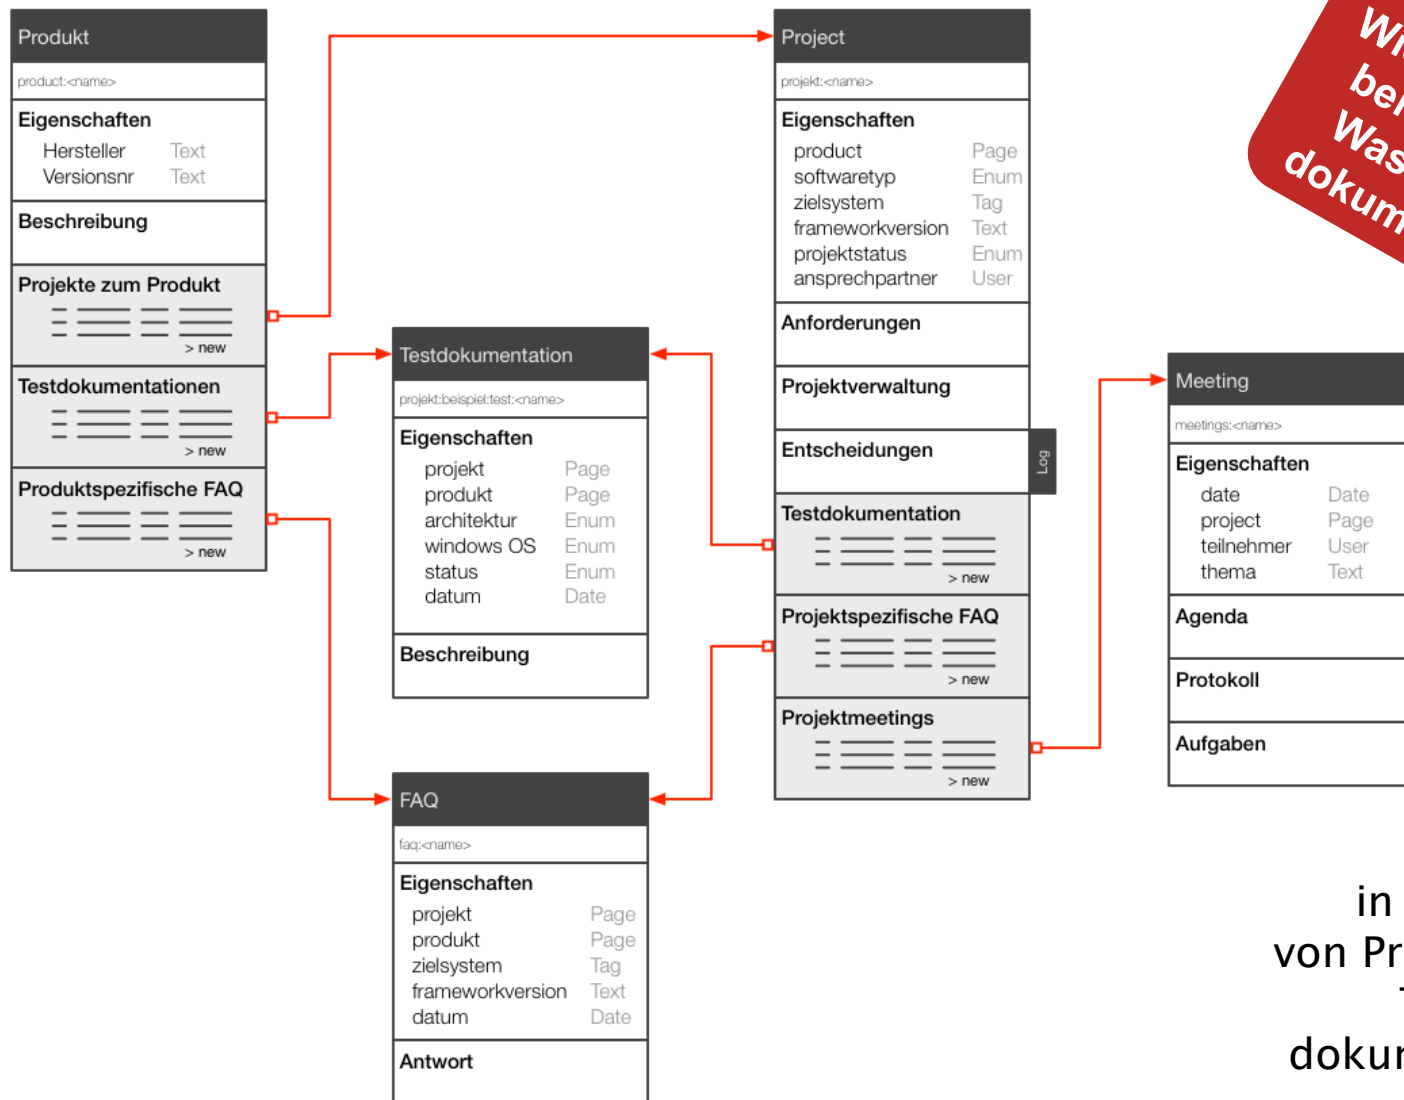 Produkt
product:<name>
Eigenschaften
Hersteller Text
Versionsnr Text
Beschreibung
Projekte zum Produkt
> new
Testdokumentationen
> new
Produktspezifische FAQ
> new
Testdokumentation
projekt:beispiel:test:<name>
Eigenschaften
projekt Page
produkt Page
architektur Enum
windows OS Enum
status Enum
datum Date
Beschreibung
FAQ
faq:<name>
Eigenschaften
projekt Page
produkt Page
zielsystem Tag
frameworkversion Text
datum Date
Antwort
Project
projekt:<name>
Eigenschaften
product Page
softwaretyp Enum
zielsystem Tag
frameworkversion Text
projektstatus Enum
ansprechpartner User
Anforderungen
Projektverwaltung
Entscheidungen
Log
Testdokumentation
> new
Projektspezifische FAQ
> new
Projektmeetings
> new
Meeting
meetings:<name>
Eigenschaften
date Date
project Page
teilnehmer User
thema Text
Agenda
Protokoll
Aufgaben
Was
in
von